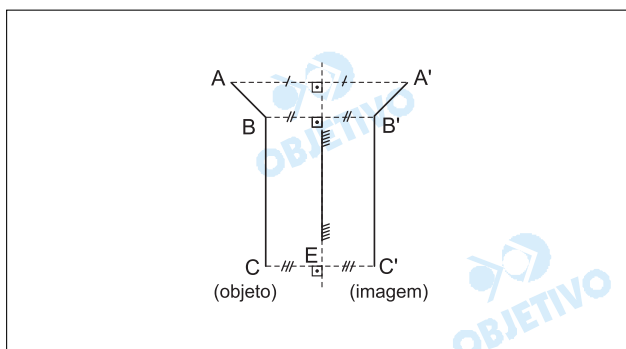 A A'
B B'
OBJETIVO
E
C C'
(objeto) (imagem)
OBJETIVO